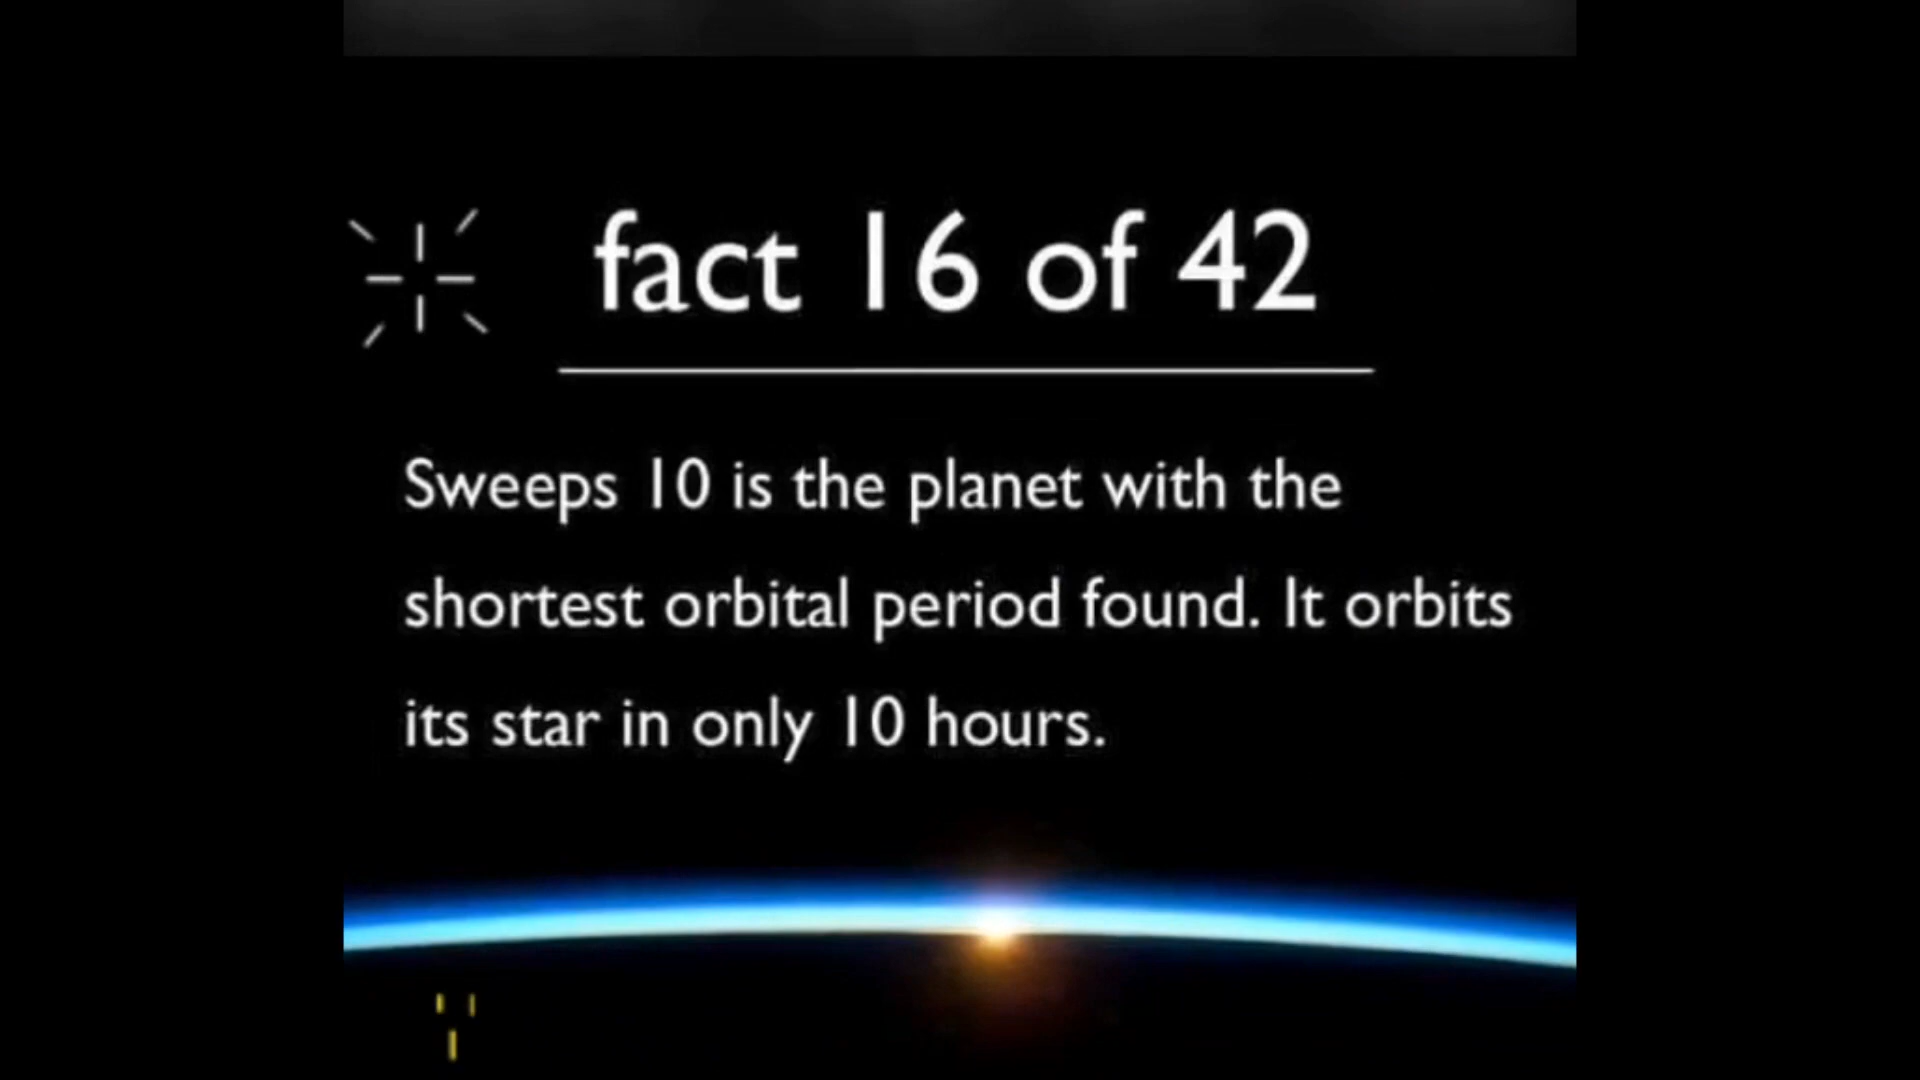 fact 16 of 42
Sweeps 10 is the planet with the
shortest orbital period found. It orbits
its star in only 10 hours.